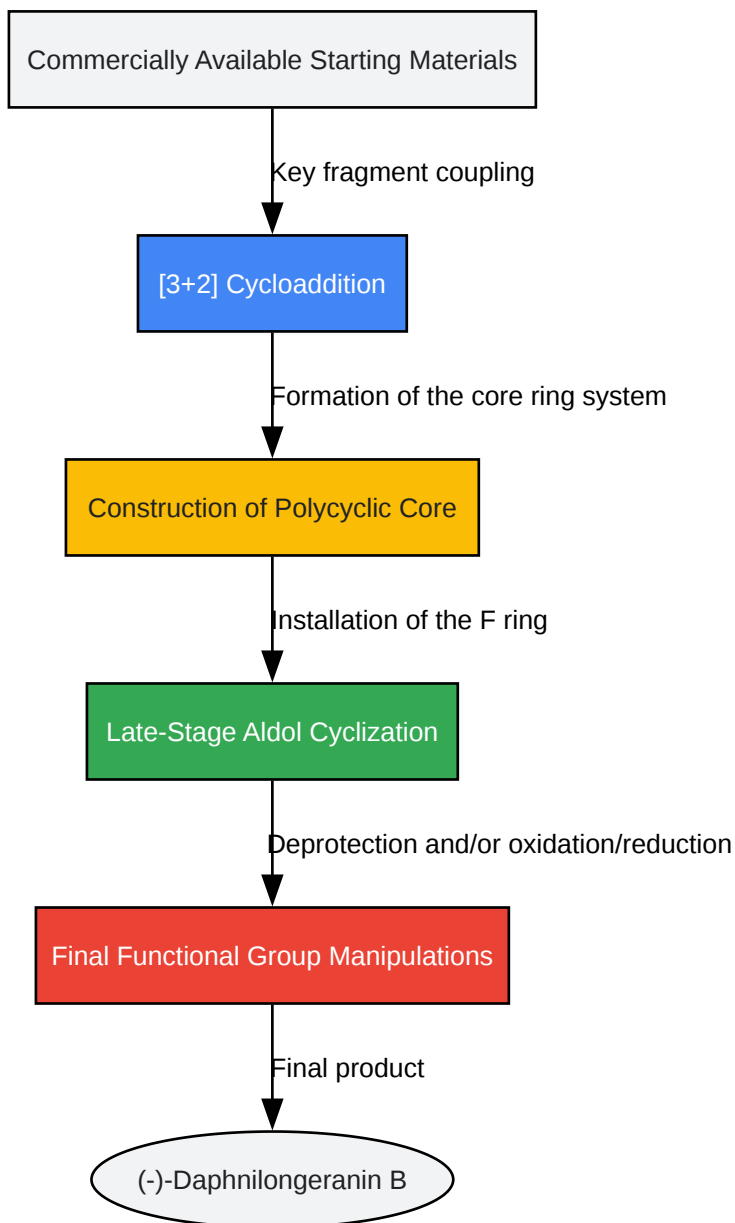 Commercially Available Starting Materials
Key fragment coupling
[3+2] Cycloaddition
Formation of the core ring system
Construction of Polycyclic Core
Installation of the F ring
Late-Stage Aldol Cyclization
Deprotection and/or oxidation/reduction
Final Functional Group Manipulations
Final product
(-)-Daphnilongeranin B